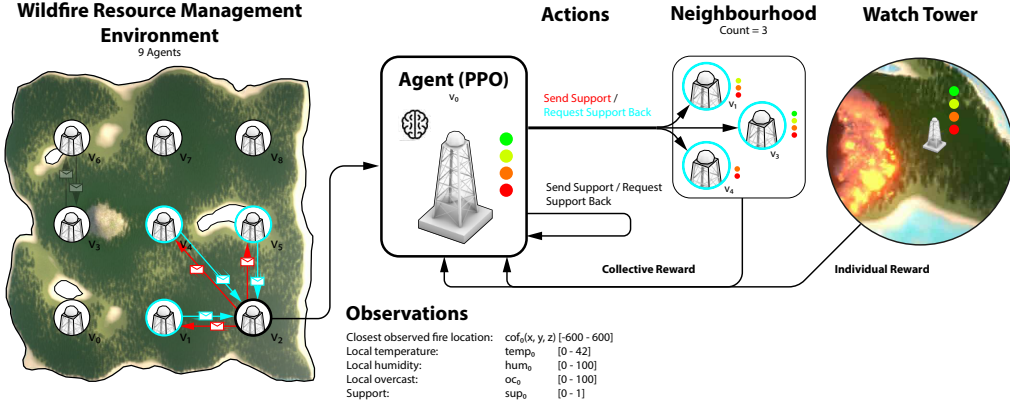 Wildfire Resource Management
Environment
9 Agents
V₆
V₇
V₈
V₃
V₄
V₅
V₀
V₁
V₂
Agent (PPO)
V₀
Actions
Send Support /
Request Support Back
Send Support / Request
Support Back
Neighbourhood
Count = 3
V₁
V₃
V₄
Watch Tower
Collective Reward
Individual Reward
Observations
Closest observed fire location: cof₀(x, y, z) [-600 - 600]
Local temperature: temp₀ [0 - 42]
Local humidity: hum₀ [0 - 100]
Local overcast: oc₀ [0 - 100]
Support: sup₀ [0 - 1]